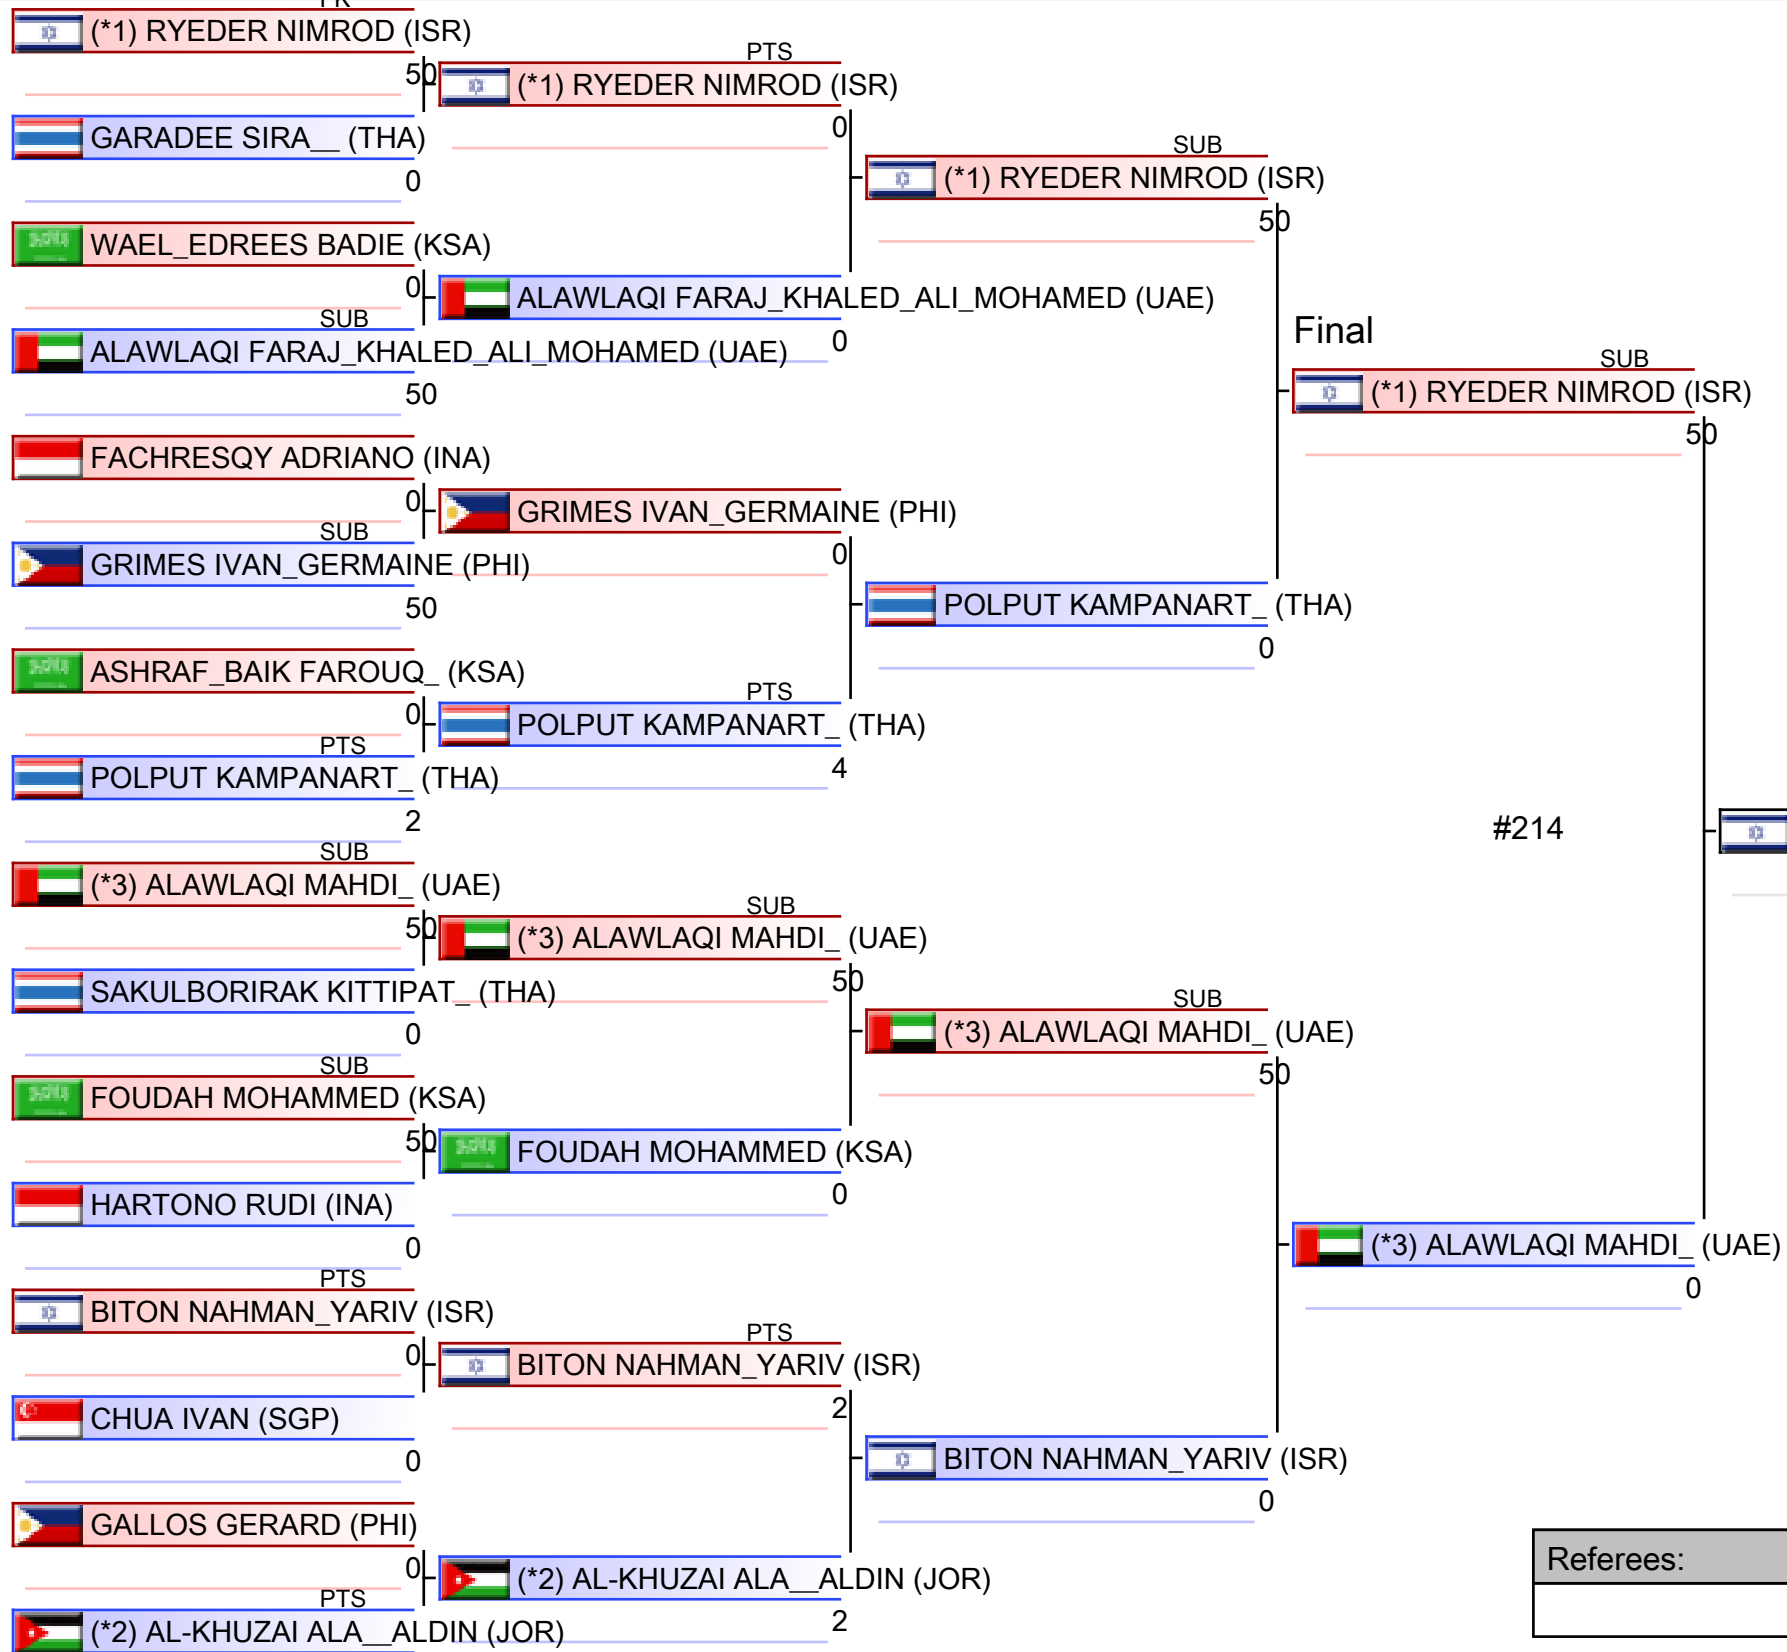 (*1) RYEDER NIMROD (ISR)
50
GARADEE SIRA__ (THA)
0
WAEL_EDREES BADIE (KSA)
0
SUB
ALAWLAQI FARAJ_KHALED_ALI_MOHAMED (UAE)
50
FACHRESQY ADRIANO (INA)
0
SUB
GRIMES IVAN_GERMAINE (PHI)
50
ASHRAF_BAIK FAROUQ_ (KSA)
0
PTS
POLPUT KAMPANART_ (THA)
2
SUB
(*3) ALAWLAQI MAHDI_ (UAE)
50
SAKULBORIRAK KITTIPAT_ (THA)
0
SUB
FOUDAH MOHAMMED (KSA)
50
HARTONO RUDI (INA)
0
PTS
BITON NAHMAN_YARIV (ISR)
0
CHUA IVAN (SGP)
0
GALLOS GERARD (PHI)
0
PTS
(*2) AL-KHUZAI ALA__ALDIN (JOR)
PTS
(*1) RYEDER NIMROD (ISR)
0
ALAWLAQI FARAJ_KHALED_ALI_MOHAMED (UAE)
0
GRIMES IVAN_GERMAINE (PHI)
0
PTS
POLPUT KAMPANART_ (THA)
4
SUB
(*3) ALAWLAQI MAHDI_ (UAE)
50
FOUDAH MOHAMMED (KSA)
0
PTS
BITON NAHMAN_YARIV (ISR)
2
(*2) AL-KHUZAI ALA__ALDIN (JOR)
2
SUB
(*1) RYEDER NIMROD (ISR)
50
POLPUT KAMPANART_ (THA)
0
SUB
(*3) ALAWLAQI MAHDI_ (UAE)
50
BITON NAHMAN_YARIV (ISR)
0
Final
SUB
(*1) RYEDER NIMROD (ISR)
50
#214
(*3) ALAWLAQI MAHDI_ (UAE)
0
Referees: